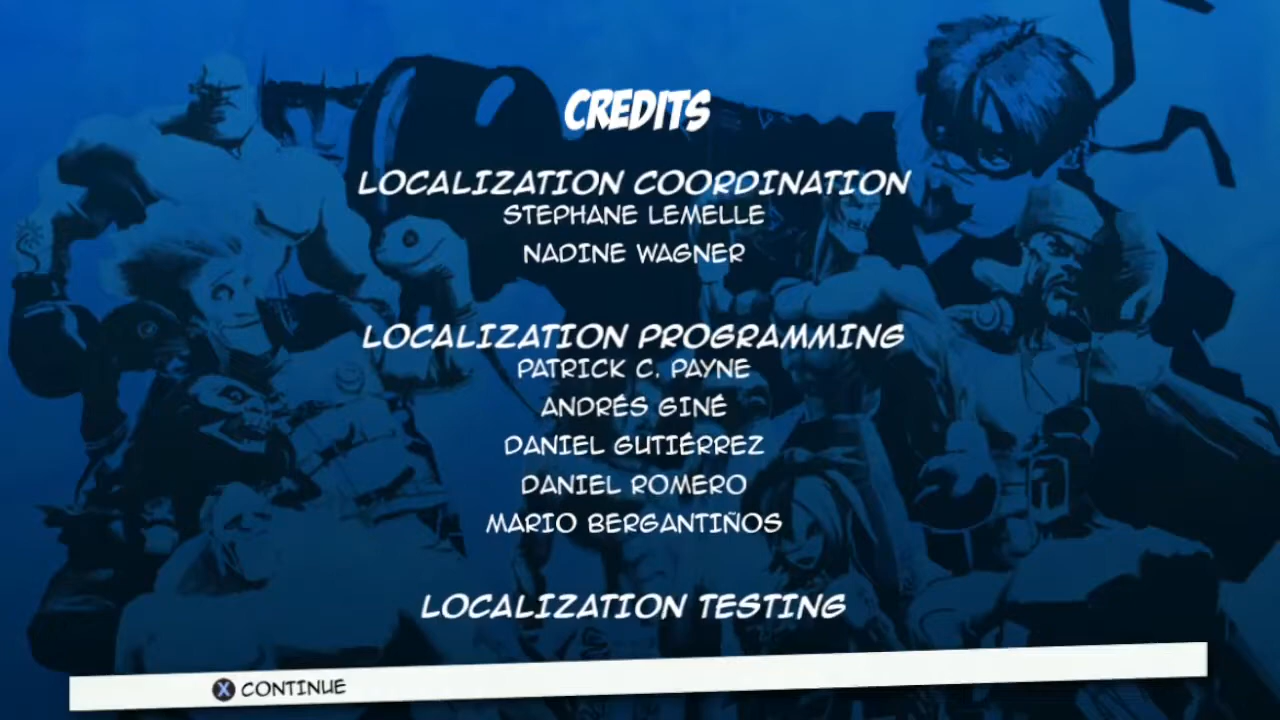 CREDITS
LOCALIZATION COORDINATION
STEPHANE LEMELLE
NADINE WAGNER
LOCALIZATION PROGRAMMING
PATRICK C. PAYNE
ANDRÉS GINÉ
DANIEL GUTIÉRREZ
DANIEL ROMERO
MARIO BERGANTIÑOS
LOCALIZATION TESTING
X CONTINUE